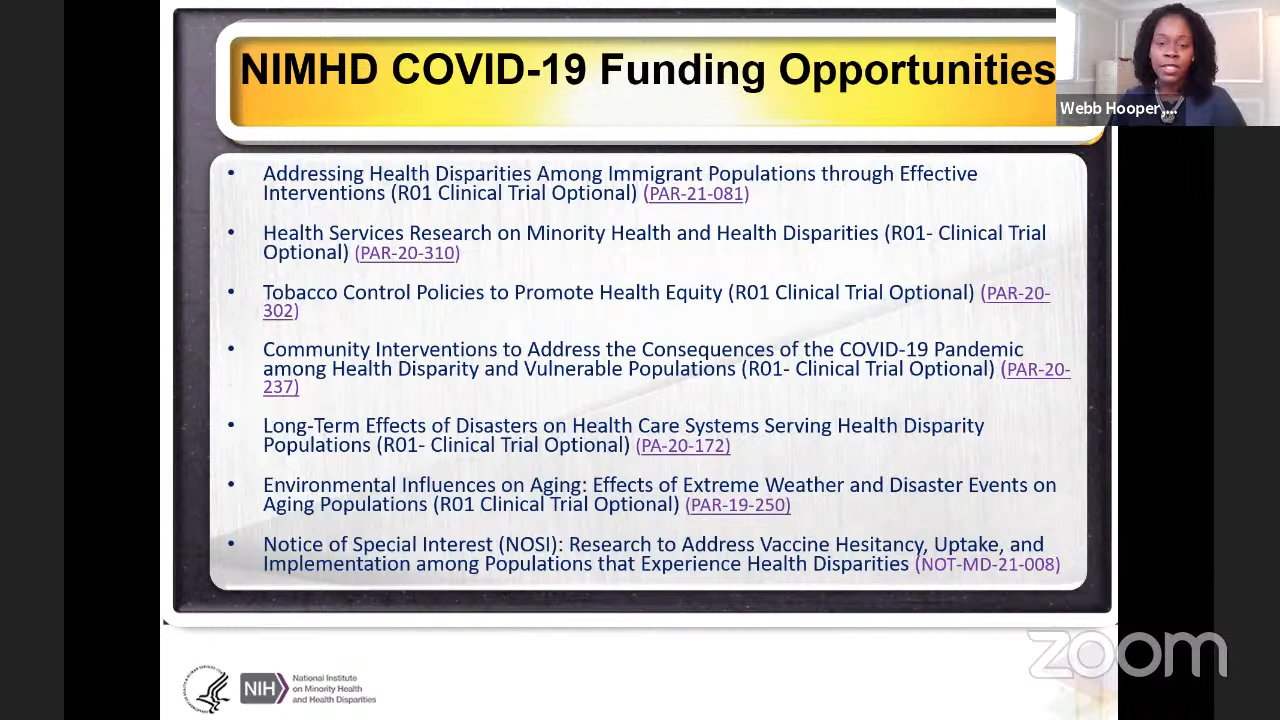 NIMHD COVID-19 Funding Opportunities
Webb Hooper,...
• Addressing Health Disparities Among Immigrant Populations through Effective
Interventions (R01 Clinical Trial Optional) (PAR-21-081)
• Health Services Research on Minority Health and Health Disparities (R01- Clinical Trial
Optional) (PAR-20-310)
• Tobacco Control Policies to Promote Health Equity (R01 Clinical Trial Optional) (PAR-20-
302)
• Community Interventions to Address the Consequences of the COVID-19 Pandemic
among Health Disparity and Vulnerable Populations (R01- Clinical Trial Optional) (PAR-20-
237)
• Long-Term Effects of Disasters on Health Care Systems Serving Health Disparity
Populations (R01- Clinical Trial Optional) (PA-20-172)
• Environmental Influences on Aging: Effects of Extreme Weather and Disaster Events on
Aging Populations (R01 Clinical Trial Optional) (PAR-19-250)
• Notice of Special Interest (NOSI): Research to Address Vaccine Hesitancy, Uptake, and
Implementation among Populations that Experience Health Disparities (NOT-MD-21-008)
zoom
NIH
National Institute
on Minority Health
and Health Disparities